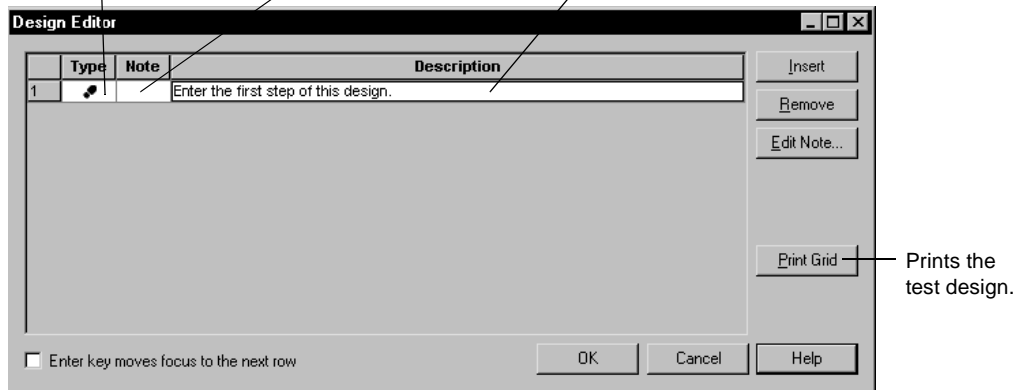 Design Editor
Type Note Description
1 Enter the first step of this design.
Insert
Remove
Edit Note...
Print Grid
Prints the
test design.
Enter key moves focus to the next row
OK Cancel Help